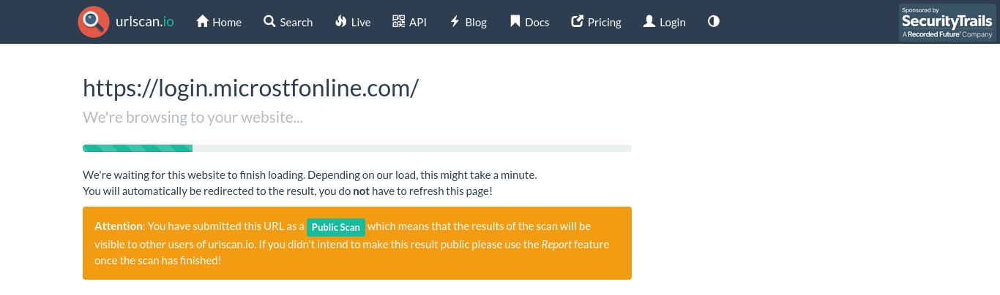 urlscan.io Home Search Live API Blog Docs Pricing Login
Sponsored by
SecurityTrails
A Recorded Future® Company
https://login.microstfonline.com/
We're browsing to your website...
We're waiting for this website to finish loading. Depending on our load, this might take a minute.
You will automatically be redirected to the result, you do not have to refresh this page!
Attention: You have submitted this URL as a Public Scan which means that the results of the scan will be
visible to other users of urlscan.io. If you didn't intend to make this result public please use the Report feature
once the scan has finished!